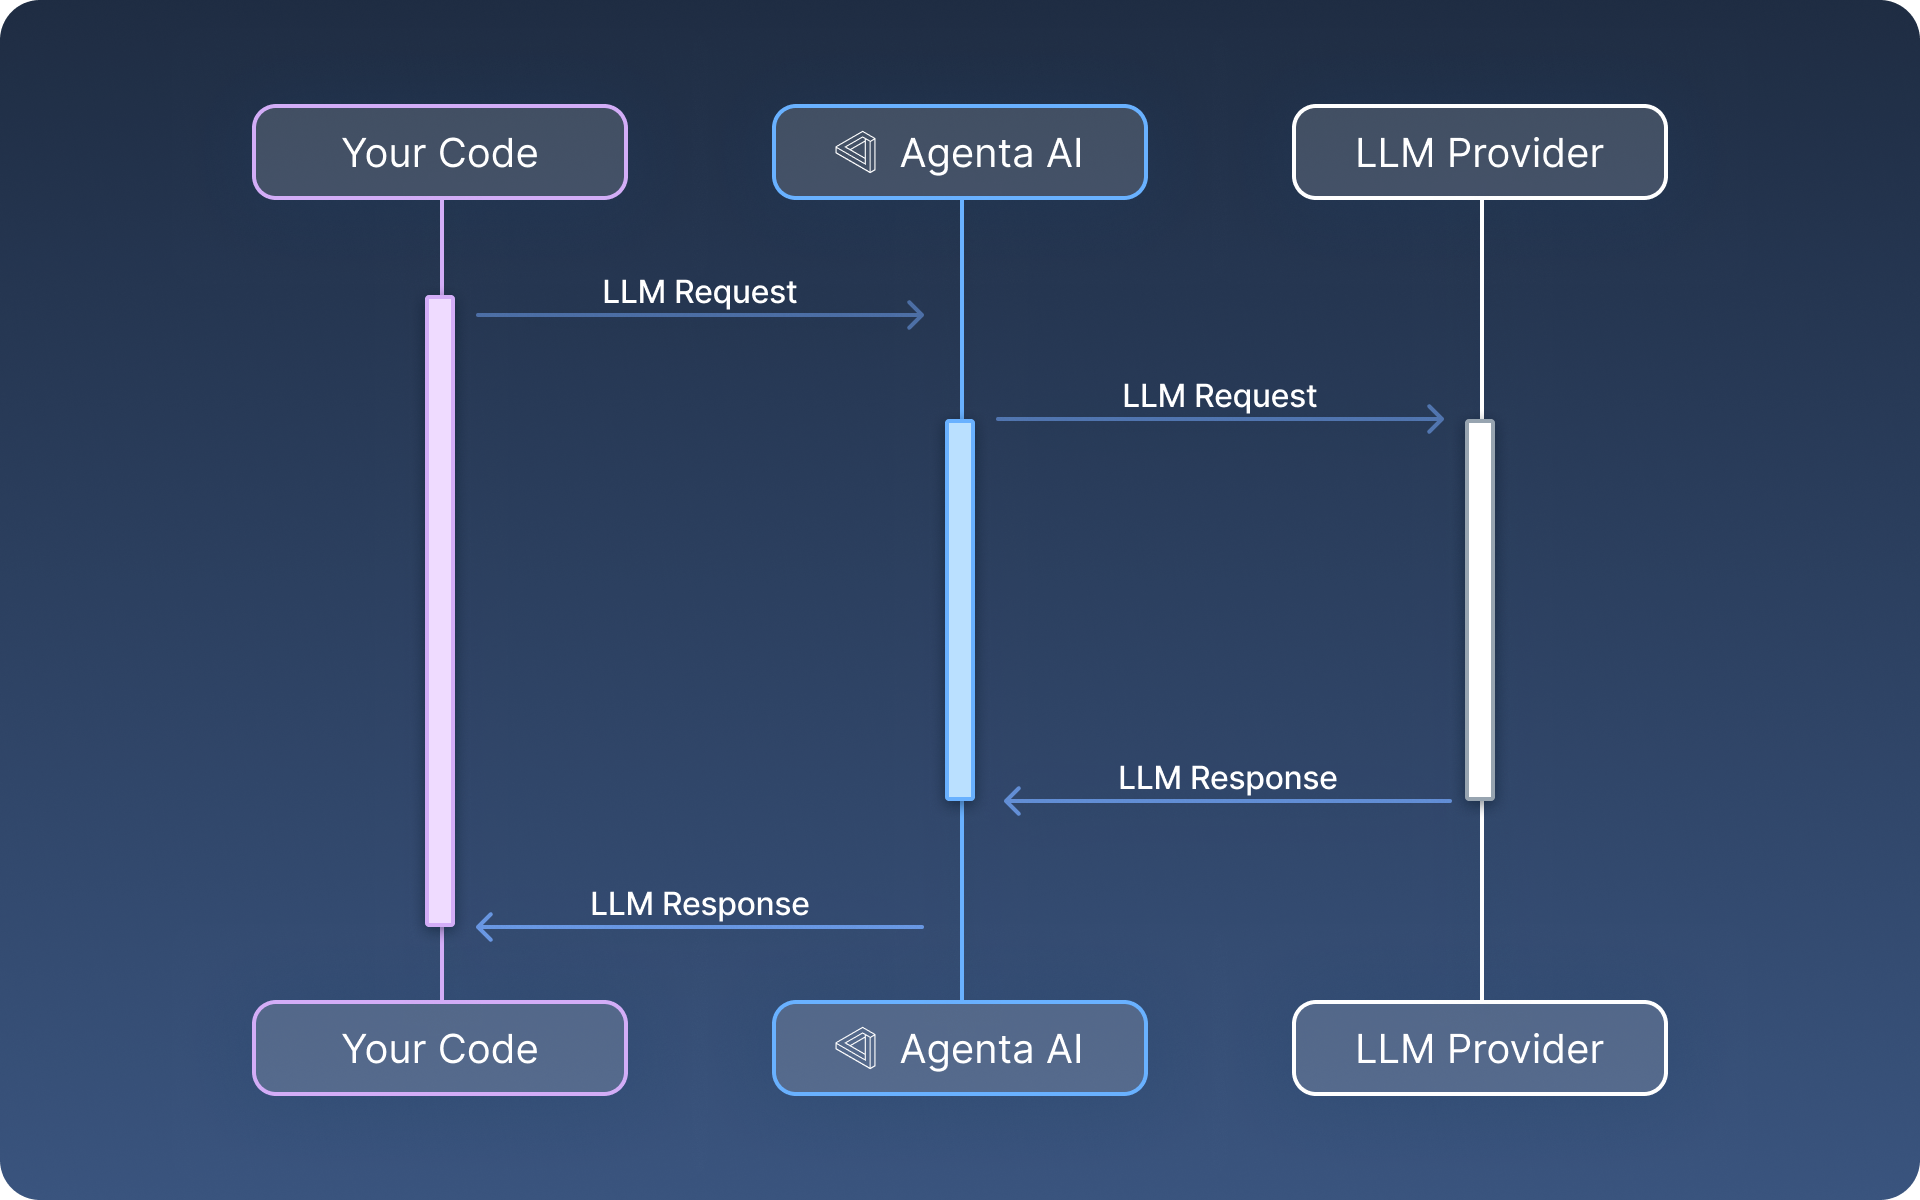 Your Code
Agenta AI
LLM Provider
LLM Request
LLM Request
LLM Response
LLM Response
Your Code
Agenta AI
LLM Provider